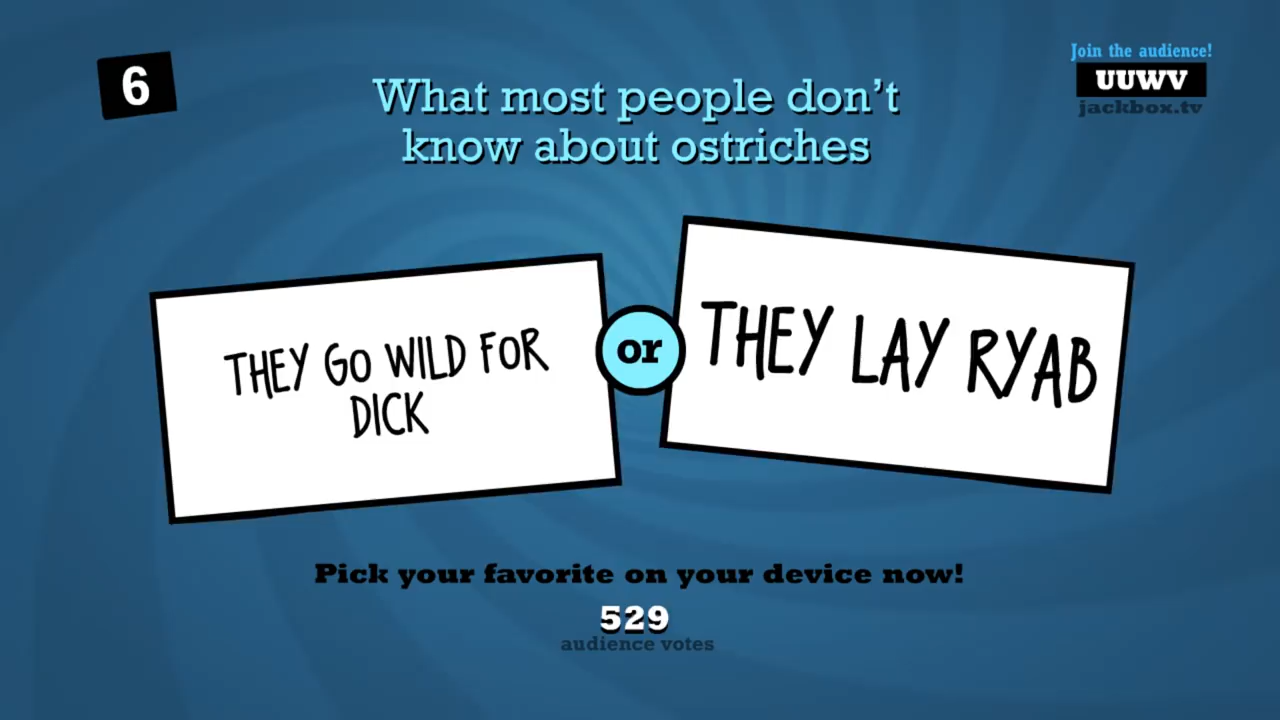 6
What most people don't
know about ostriches
Join the audience!
UUWV
jackbox.tv
THEY GO WILD FOR
DICK
or
THEY LAY RYAB
Pick your favorite on your device now!
529
audience votes